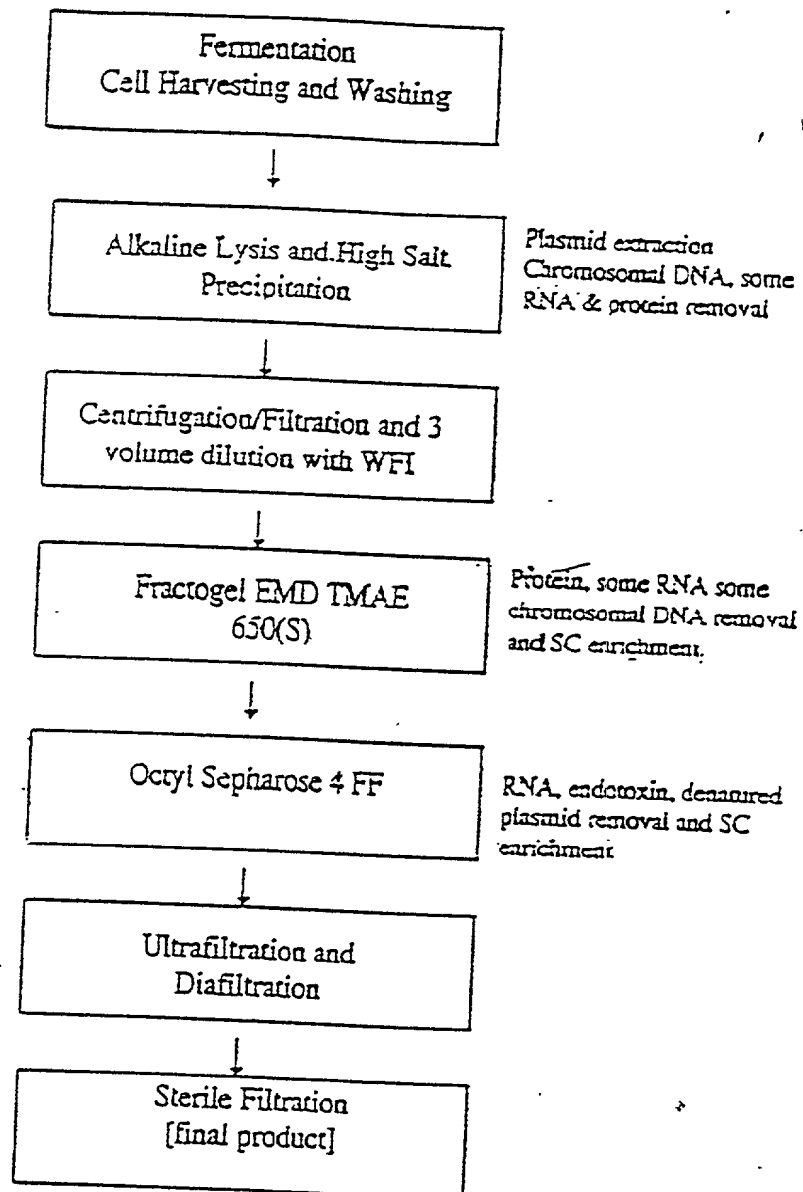 Fermentation
Cell Harvesting and Washing
Alkaline Lysis and High Salt
Precipitation
Plasmid extraction
Chromosomal DNA, some
RNA & protein removal
Centrifugation/Filtration and 3
volume dilution with WFI
Fractogel EMD TMAE
650(S)
Protein, some RNA some
chromosomal DNA removal
and SC enrichment.
Octyl Sepharose 4 FF
RNA, endotoxin, denatured
plasmid removal and SC
enrichment
Ultrafiltration and
Diafiltration
Sterile Filtration
[final product]